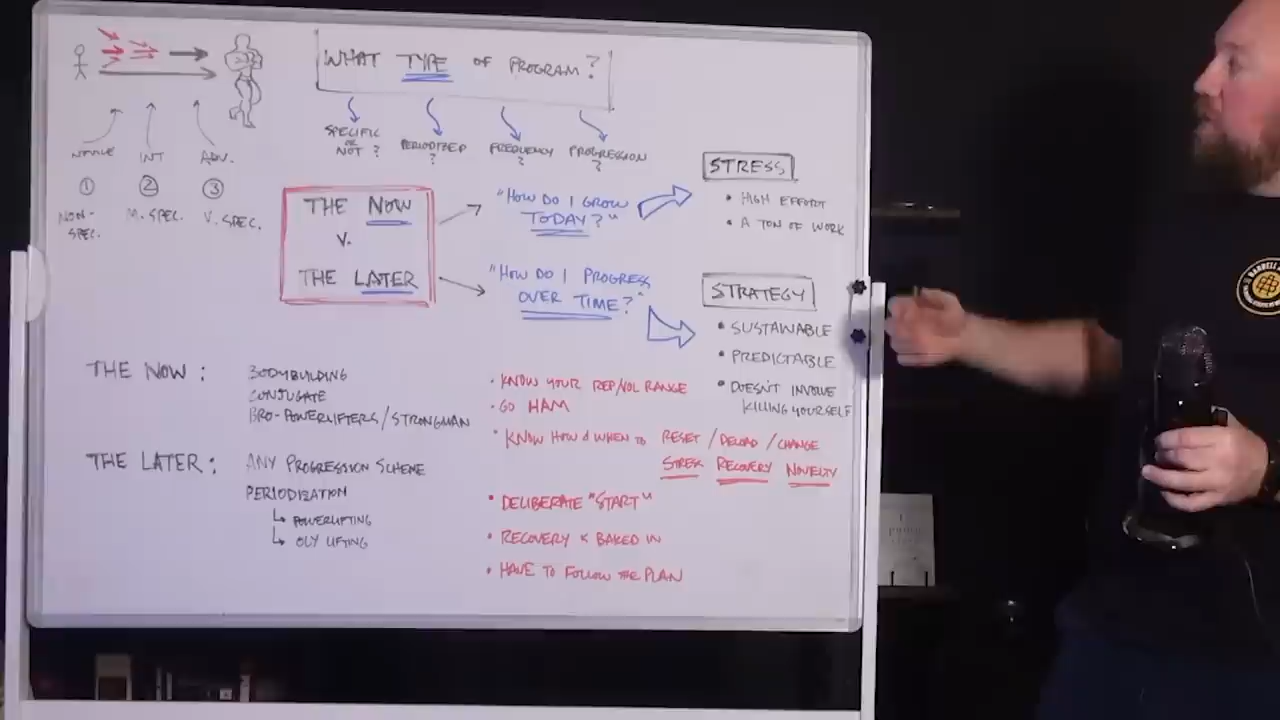 WHAT TYPE OF PROGRAM?
SPECIFIC
OR
NOT ?
PERIODIZED
?
FREQUENCY
?
PROGRESSION
?
NOVICE
INT
ADV.
1
2
3
NON-
SPEC.
M. SPEC.
V. SPEC.
THE NOW
V.
THE LATER
"HOW DO I GROW
TODAY?"
"HOW DO I PROGRESS
OVER TIME?"
STRESS
• HIGH EFFORT
• A TON OF WORK
STRATEGY
• SUSTAINABLE
• PREDICTABLE
• DOESN'T INVOLVE
KILLING YOURSELF
THE NOW :
BODYBUILDING
CONJUGATE
BRO-POWERLIFTERS/STRONGMAN
• KNOW YOUR REP/VOL RANGE
• GO HAM
• KNOW HOW & WHEN TO RESET / DELOAD / CHANGE
STRESS RECOVERY NOVELTY
THE LATER :
ANY PROGRESSION SCHEME
PERIODIZATION
↳ POWERLIFTING
↳ OLY LIFTING
• DELIBERATE "START"
• RECOVERY IS BAKED IN
• HAVE TO FOLLOW THE PLAN
BARBELL